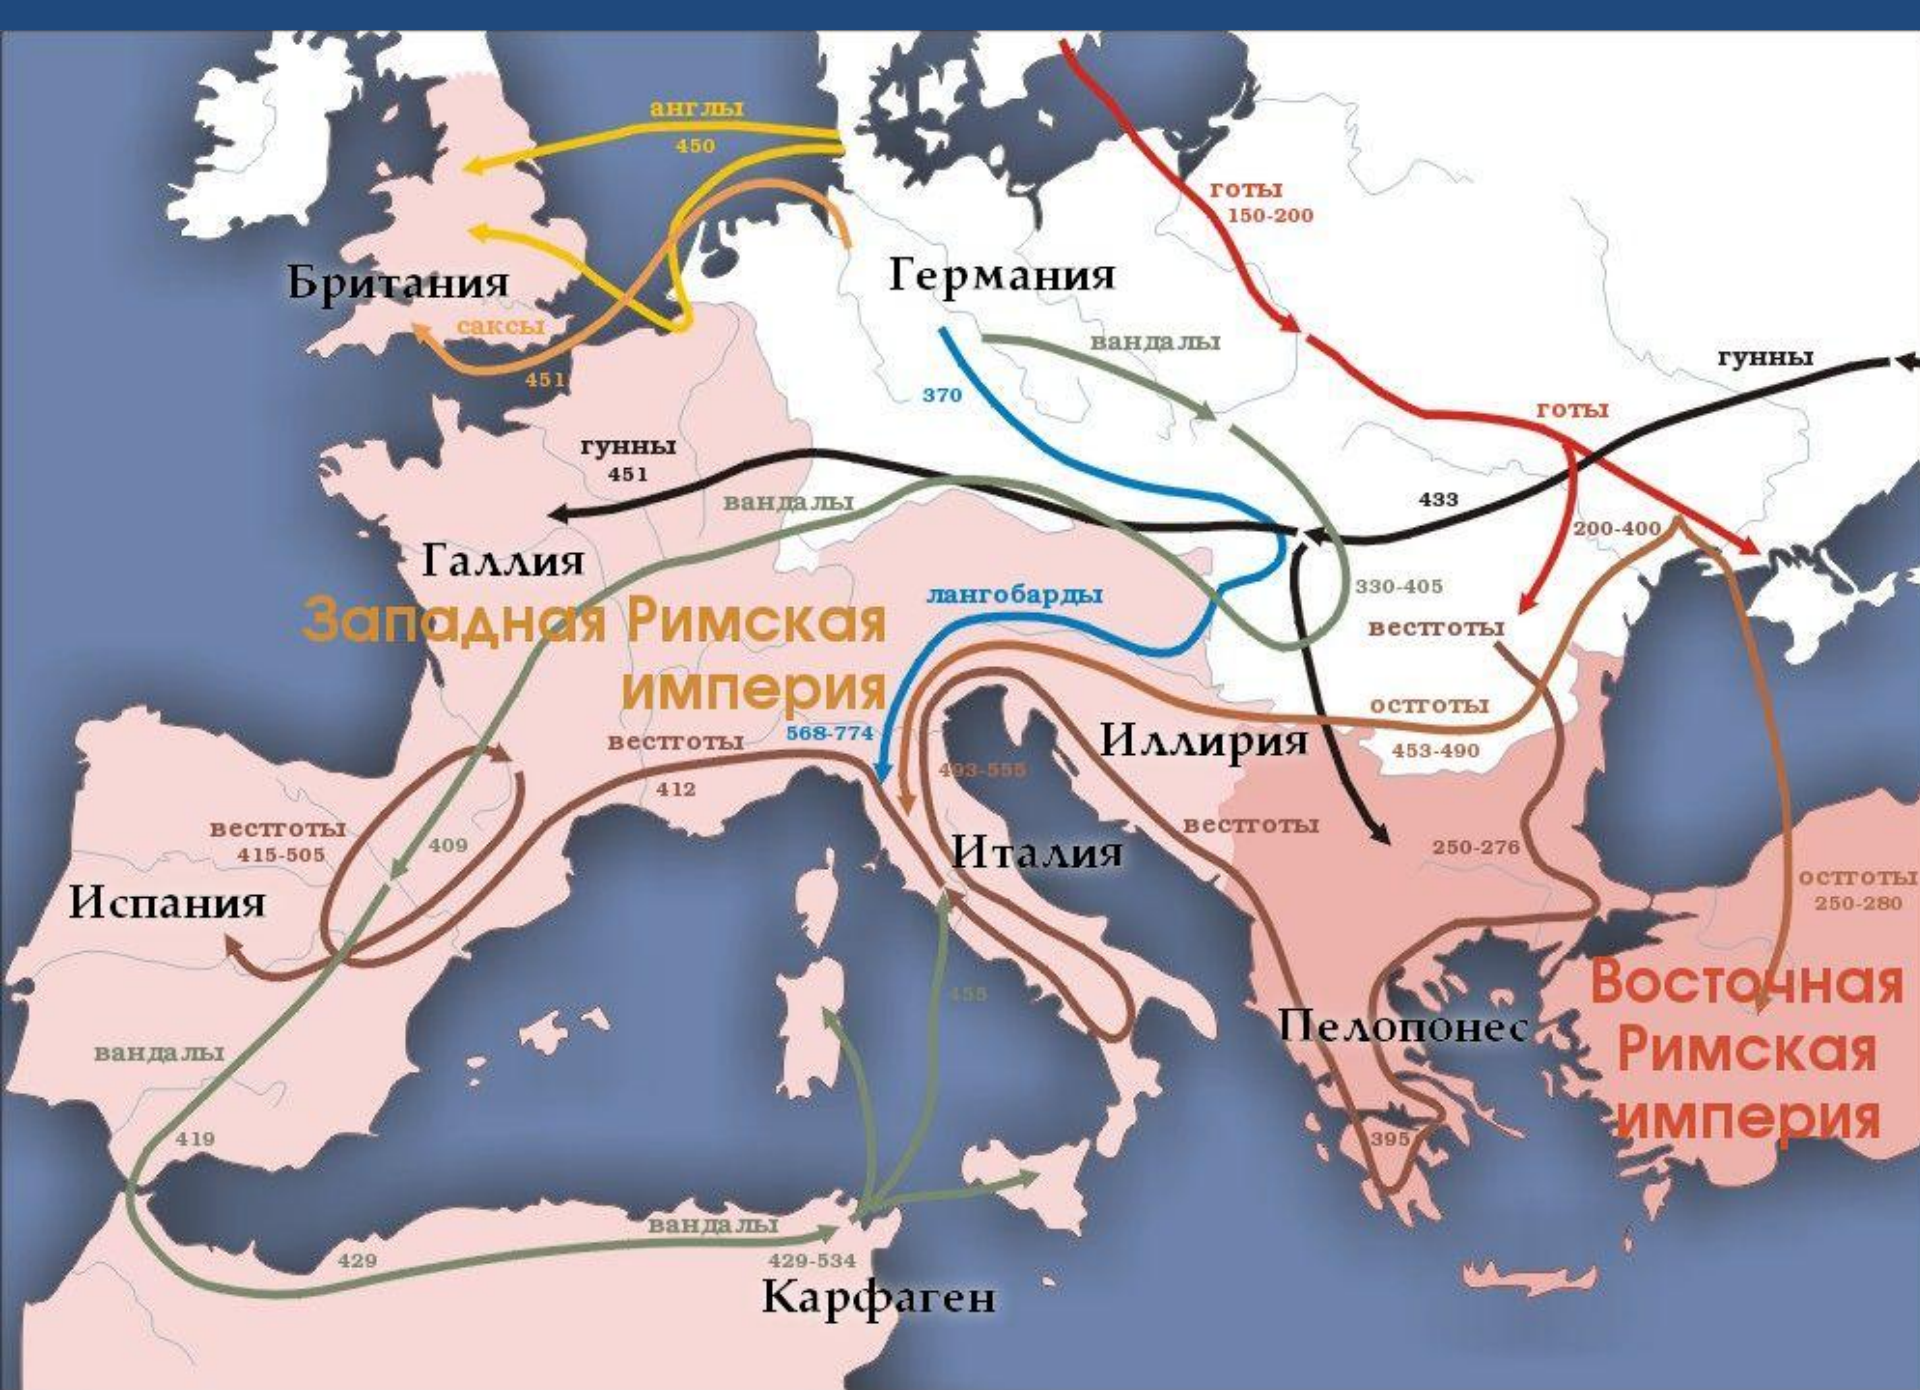 англы
450
готы
150-200
Германия
Британия
саксы
451
вандалы
370
гунны
готы
гунны
451
вандалы
433
200-400
Галлия
330-405
лангобарды
Западная Римская
империя
вестготы
остготы
453-490
568-774
вестготы
412
Иллирия
493-555
вестготы
415-505
409
Италия
вестготы
250-276
остготы
250-280
Испания
455
Восточная
Римская
империя
Пелопонес
вандалы
419
395
вандалы
429
429-534
Карфаген